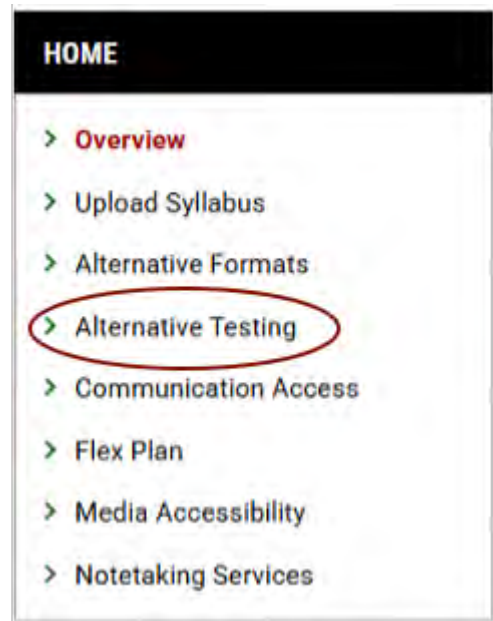 HOME
Overview
Upload Syllabus
Alternative Formats
Alternative Testing
Communication Access
Flex Plan
Media Accessibility
Notetaking Services